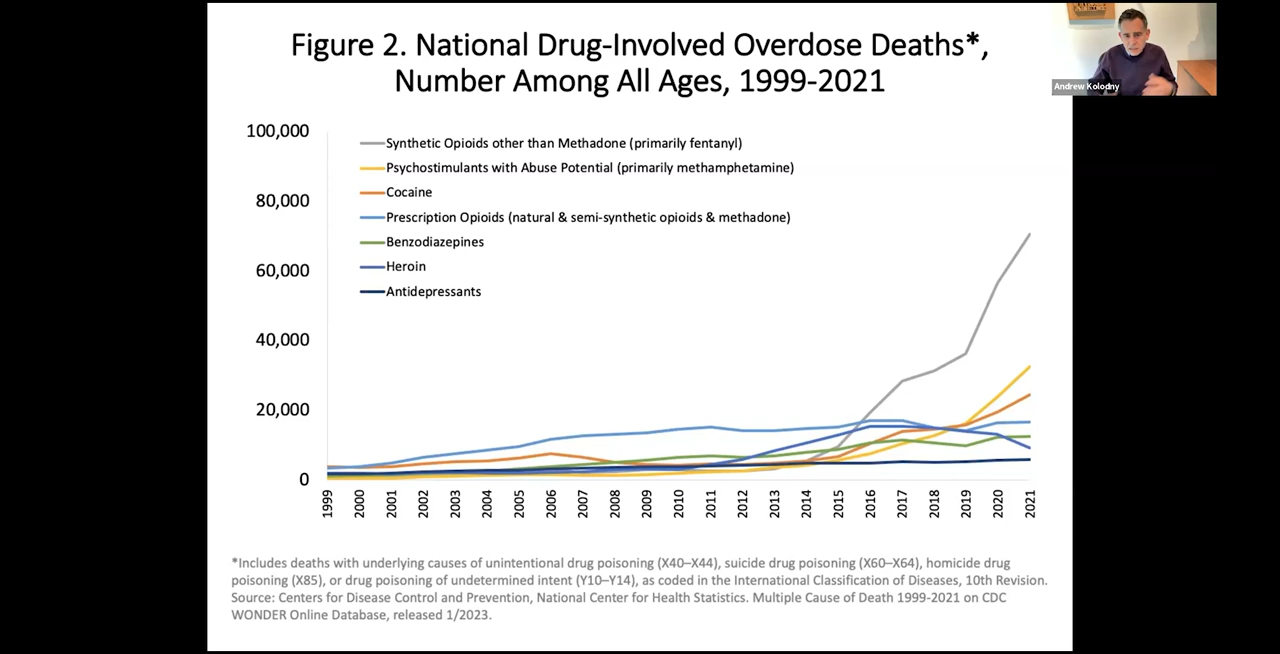 Figure 2. National Drug-Involved Overdose Deaths*,
Number Among All Ages, 1999-2021
Andrew Kolodny
100,000
80,000
60,000
40,000
20,000
0
Synthetic Opioids other than Methadone (primarily fentanyl)
Psychostimulants with Abuse Potential (primarily methamphetamine)
Cocaine
Prescription Opioids (natural & semi-synthetic opioids & methadone)
Benzodiazepines
Heroin
Antidepressants
1999
2000
2001
2002
2003
2004
2005
2006
2007
2008
2009
2010
2011
2012
2013
2014
2015
2016
2017
2018
2019
2020
2021
*Includes deaths with underlying causes of unintentional drug poisoning (X40–X44), suicide drug poisoning (X60–X64), homicide drug
poisoning (X85), or drug poisoning of undetermined intent (Y10–Y14), as coded in the International Classification of Diseases, 10th Revision.
Source: Centers for Disease Control and Prevention, National Center for Health Statistics. Multiple Cause of Death 1999-2021 on CDC
WONDER Online Database, released 1/2023.